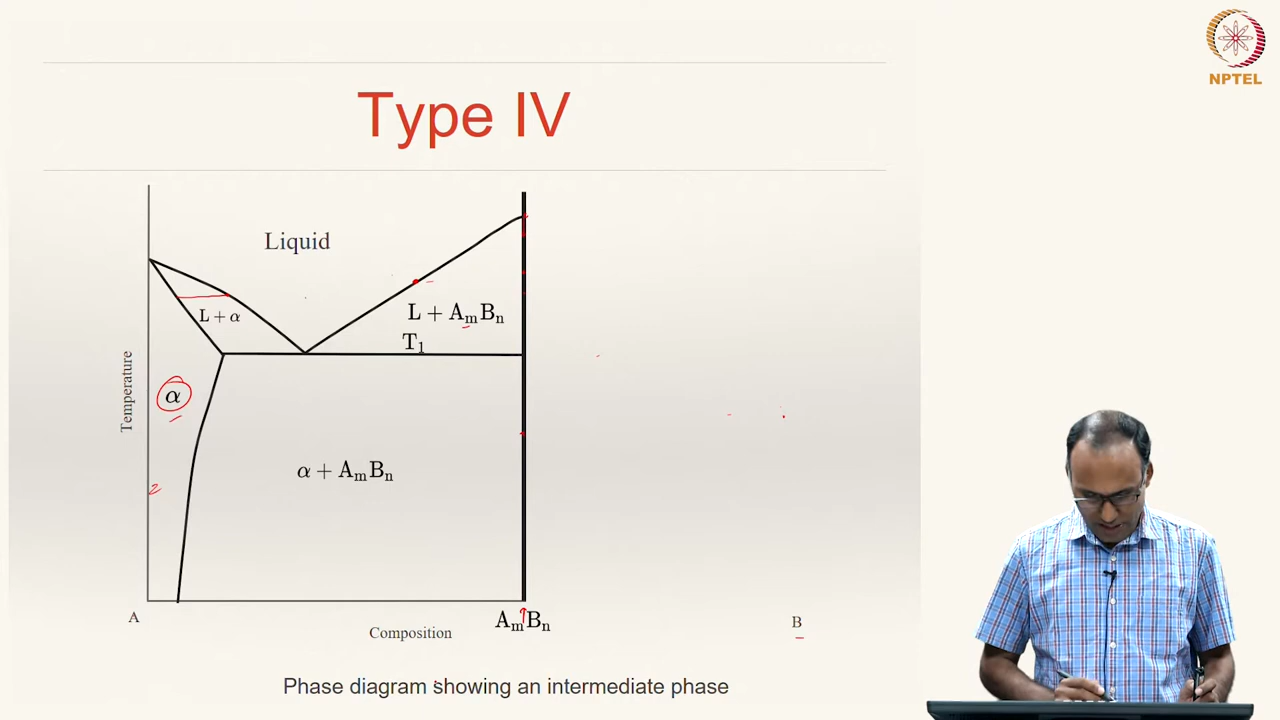 NPTEL
Type IV
Liquid
L + α
L + AₘBₙ
T₁
α
α + AₘBₙ
Temperature
A
AₘBₙ
B
Composition
Phase diagram showing an intermediate phase